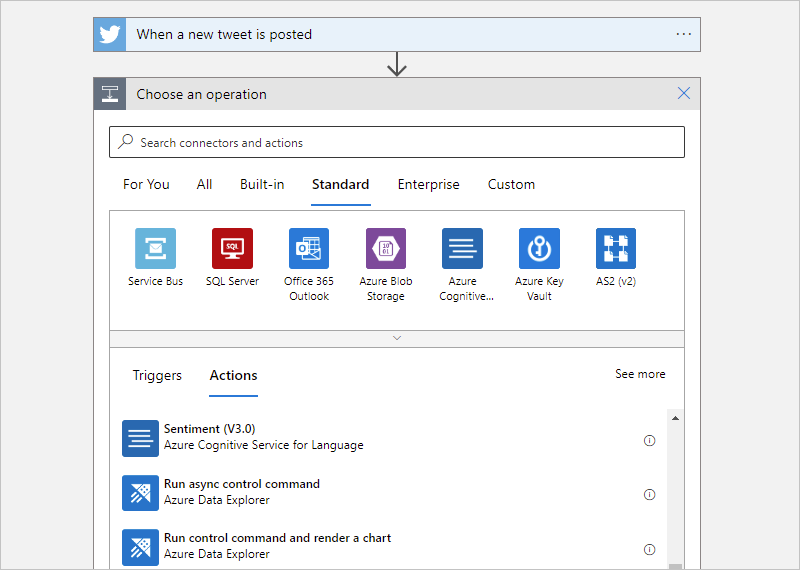 When a new tweet is posted
Choose an operation
Search connectors and actions
For You All Built-in Standard Enterprise Custom
SQL
10
01
Service Bus
SQL Server
Office 365
Outlook
Azure Blob
Storage
Azure
Cognitive...
Azure Key
Vault
AS2 (v2)
Triggers Actions See more
Sentiment (V3.0)
Azure Cognitive Service for Language
Run async control command
Azure Data Explorer
Run control command and render a chart
Azure Data Explorer